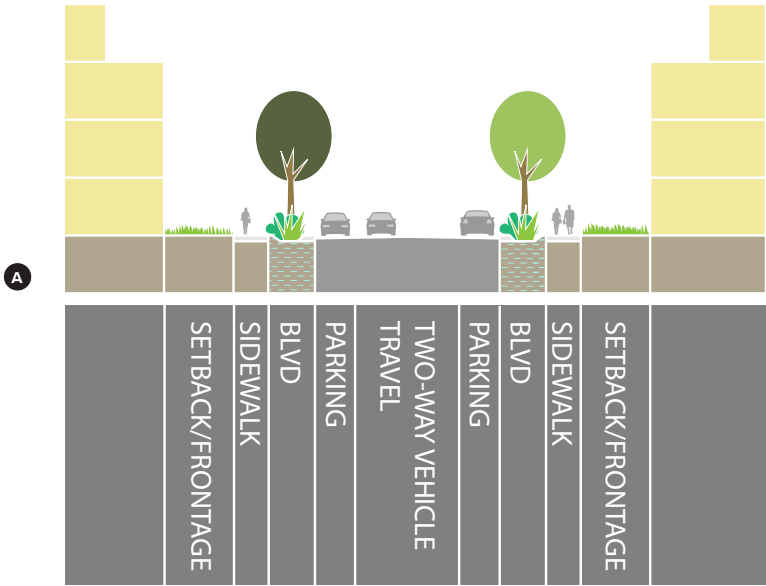 A
SETBACK/FRONTAGE
SIDEWALK
BLVD
PARKING
TWO-WAY VEHICLE
TRAVEL
PARKING
BLVD
SIDEWALK
SETBACK/FRONTAGE